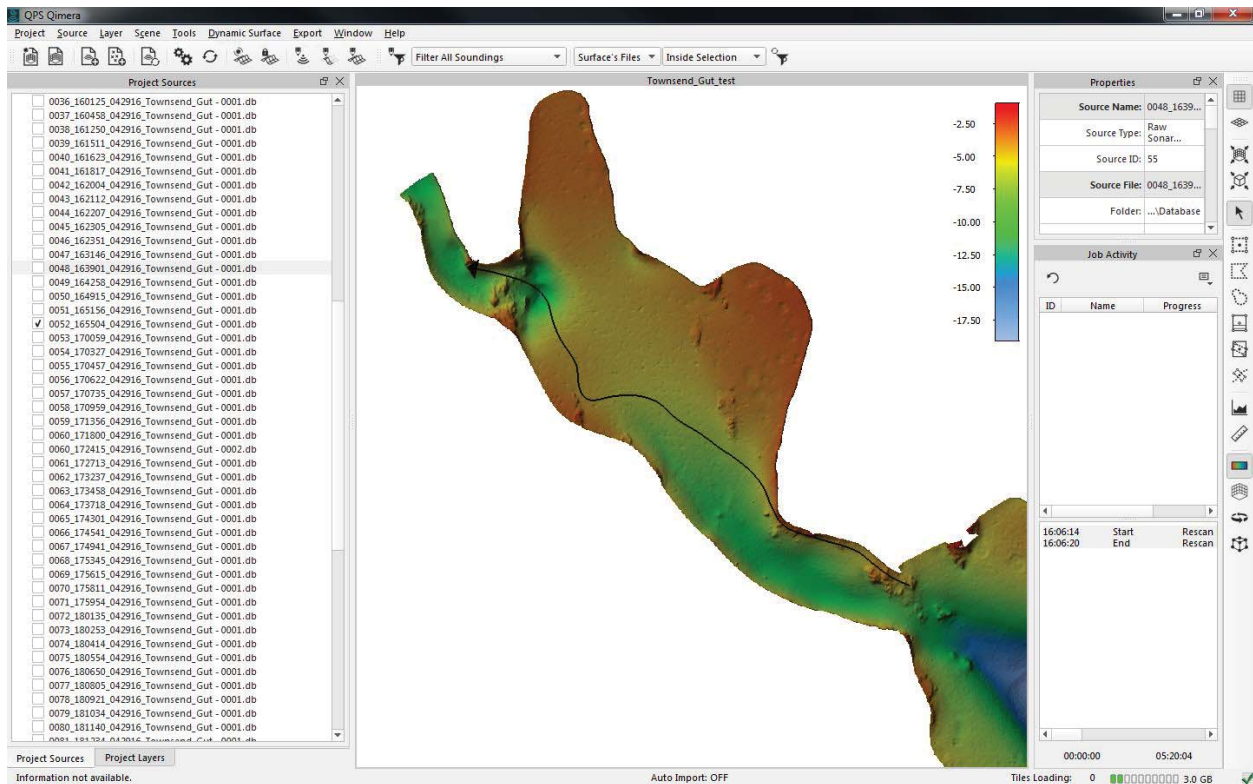 QPS Qimera
Project Source Layer Scene Tools Dynamic Surface Export Window Help
Filter All Soundings Surface's Files Inside Selection
Project Sources
0036_160125_042916_Townsend_Gut - 0001.db
0037_160458_042916_Townsend_Gut - 0001.db
0038_161250_042916_Townsend_Gut - 0001.db
0039_161511_042916_Townsend_Gut - 0001.db
0040_161623_042916_Townsend_Gut - 0001.db
0041_161817_042916_Townsend_Gut - 0001.db
0042_162004_042916_Townsend_Gut - 0001.db
0043_162112_042916_Townsend_Gut - 0001.db
0044_162207_042916_Townsend_Gut - 0001.db
0045_162305_042916_Townsend_Gut - 0001.db
0046_162351_042916_Townsend_Gut - 0001.db
0047_163146_042916_Townsend_Gut - 0001.db
0048_163901_042916_Townsend_Gut - 0001.db
0049_164258_042916_Townsend_Gut - 0001.db
0050_164915_042916_Townsend_Gut - 0001.db
0051_165156_042916_Townsend_Gut - 0001.db
0052_165504_042916_Townsend_Gut - 0001.db
0053_170059_042916_Townsend_Gut - 0001.db
0054_170327_042916_Townsend_Gut - 0001.db
0055_170457_042916_Townsend_Gut - 0001.db
0056_170622_042916_Townsend_Gut - 0001.db
0057_170735_042916_Townsend_Gut - 0001.db
0058_170959_042916_Townsend_Gut - 0001.db
0059_171356_042916_Townsend_Gut - 0001.db
0060_171800_042916_Townsend_Gut - 0001.db
0060_172415_042916_Townsend_Gut - 0002.db
0061_172713_042916_Townsend_Gut - 0001.db
0062_173237_042916_Townsend_Gut - 0001.db
0063_173458_042916_Townsend_Gut - 0001.db
0064_173718_042916_Townsend_Gut - 0001.db
0065_174301_042916_Townsend_Gut - 0001.db
0066_174541_042916_Townsend_Gut - 0001.db
0067_174941_042916_Townsend_Gut - 0001.db
0068_175345_042916_Townsend_Gut - 0001.db
0069_175615_042916_Townsend_Gut - 0001.db
0070_175811_042916_Townsend_Gut - 0001.db
0071_175954_042916_Townsend_Gut - 0001.db
0072_180135_042916_Townsend_Gut - 0001.db
0073_180253_042916_Townsend_Gut - 0001.db
0074_180414_042916_Townsend_Gut - 0001.db
0075_180554_042916_Townsend_Gut - 0001.db
0076_180650_042916_Townsend_Gut - 0001.db
0077_180805_042916_Townsend_Gut - 0001.db
0078_180921_042916_Townsend_Gut - 0001.db
0079_181034_042916_Townsend_Gut - 0001.db
0080_181140_042916_Townsend_Gut - 0001.db
Project Sources Project Layers
Information not available.
Townsend_Gut_test
-2.50
-5.00
-7.50
-10.00
-12.50
-15.00
-17.50
Auto Import: OFF
Properties
Source Name: 0048_1639...
Source Type: Raw Sonar...
Source ID: 55
Source File: 0048_1639...
Folder: ...\Database
Job Activity
ID Name Progress
16:06:14 Start Rescan
16:06:20 End Rescan
00:00:00 05:20:04
Tiles Loading: 0 3.0 GB